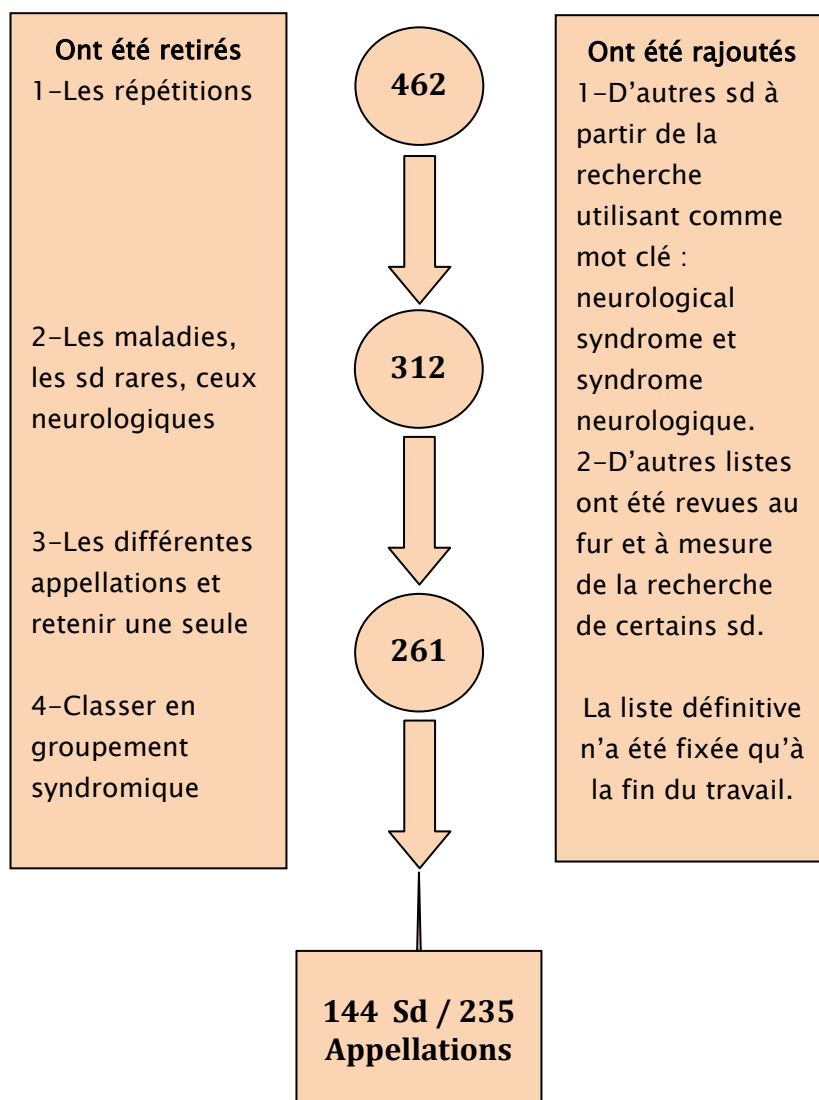 Ont été retirés
1-Les répétitions
2-Les maladies,
les sd rares, ceux
neurologiques
3-Les différentes
appellations et
retenir une seule
4-Classer en
groupement
syndromique
462
312
261
144 Sd / 235
Appellations
Ont été rajoutés
1-D'autres sd à
partir de la
recherche
utilisant comme
mot clé :
neurological
syndrome et
syndrome
neurologique.
2-D'autres listes
ont été revues au
fur et à mesure
de la recherche
de certains sd.
La liste définitive
n'a été fixée qu'à
la fin du travail.